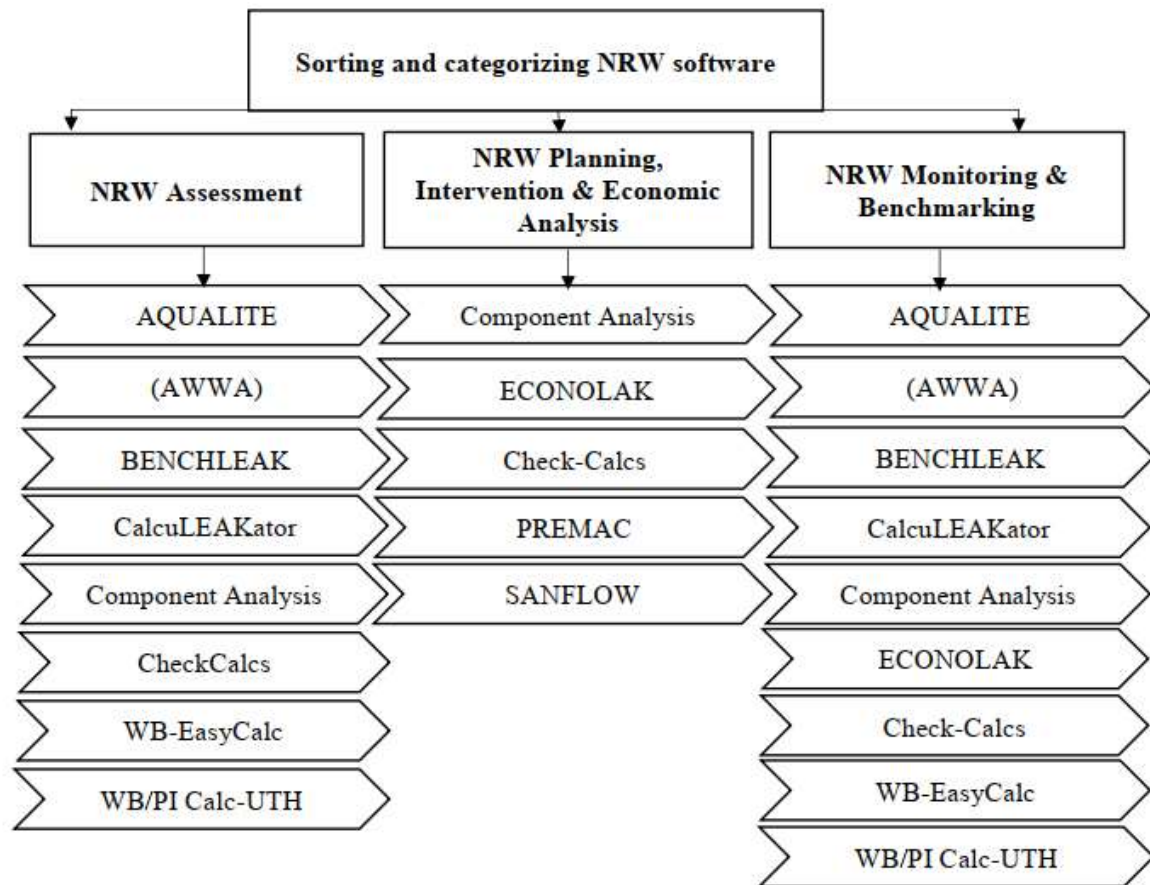 Sorting and categorizing NRW software
NRW Assessment
NRW Planning,
Intervention & Economic
Analysis
NRW Monitoring &
Benchmarking
AQUALITE
(AWWA)
BENCHLEAK
CalcuLEAKator
Component Analysis
CheckCalcs
WB-EasyCalc
WB/PI Calc-UTH
Component Analysis
ECONOLAK
Check-Calcs
PREMAC
SANFLOW
AQUALITE
(AWWA)
BENCHLEAK
CalcuLEAKator
Component Analysis
ECONOLAK
Check-Calcs
WB-EasyCalc
WB/PI Calc-UTH